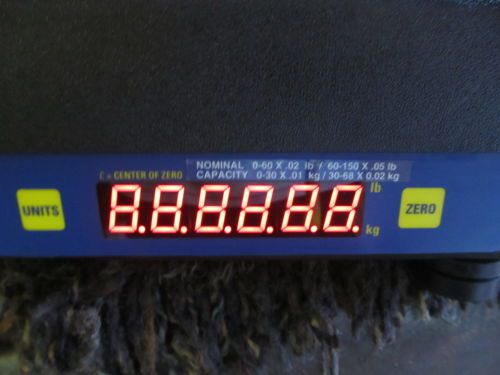 NOMINAL 0-60 X .02 lb / 60-150 X .05 lb
C = CENTER OF ZERO CAPACITY 0-30 X .01 kg / 30-68 X 0.02 kg
UNITS 8.8.8.8.8.8. lb ZERO
kg